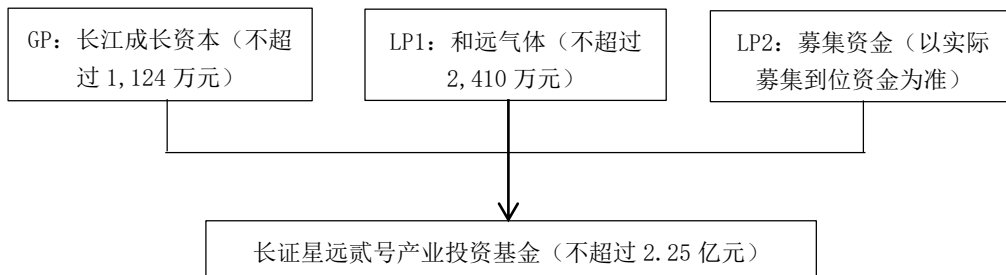 GP：长江成长资本（不超
过 1,124 万元）
LP1：和远气体（不超过
2,410 万元）
LP2：募集资金（以实际
募集到位资金为准）
长证星远贰号产业投资基金（不超过 2.25 亿元）